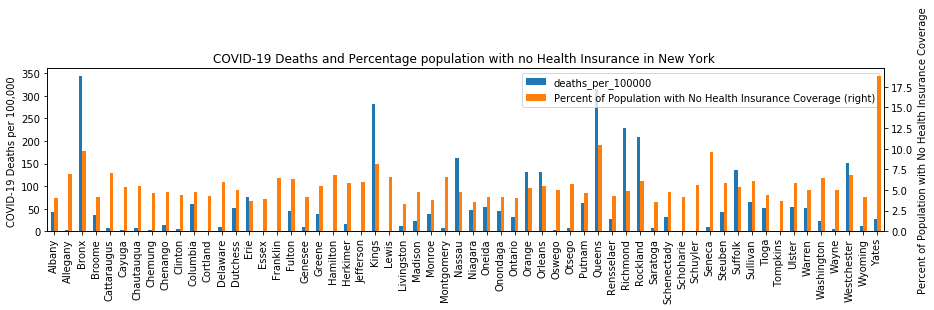 COVID-19 Deaths and Percentage population with no Health Insurance in New York
COVID-19 Deaths per 100,000
350
300
250
200
150
100
50
0
deaths_per_100000
Percent of Population with No Health Insurance Coverage (right)
17.5
15.0
12.5
10.0
7.5
5.0
2.5
0.0
Percent of Population with No Health Insurance Coverage
Albany
Allegany
Bronx
Broome
Cattaraugus
Cayuga
Chautauqua
Chemung
Chenango
Clinton
Columbia
Cortland
Delaware
Dutchess
Erie
Essex
Franklin
Fulton
Genesee
Greene
Hamilton
Herkimer
Jefferson
Kings
Lewis
Livingston
Madison
Monroe
Montgomery
Nassau
Niagara
Oneida
Onondaga
Ontario
Orange
Orleans
Oswego
Otsego
Putnam
Queens
Rensselaer
Richmond
Rockland
Saratoga
Schenectady
Schoharie
Schuyler
Seneca
Steuben
Suffolk
Sullivan
Tioga
Tompkins
Ulster
Warren
Washington
Wayne
Westchester
Wyoming
Yates